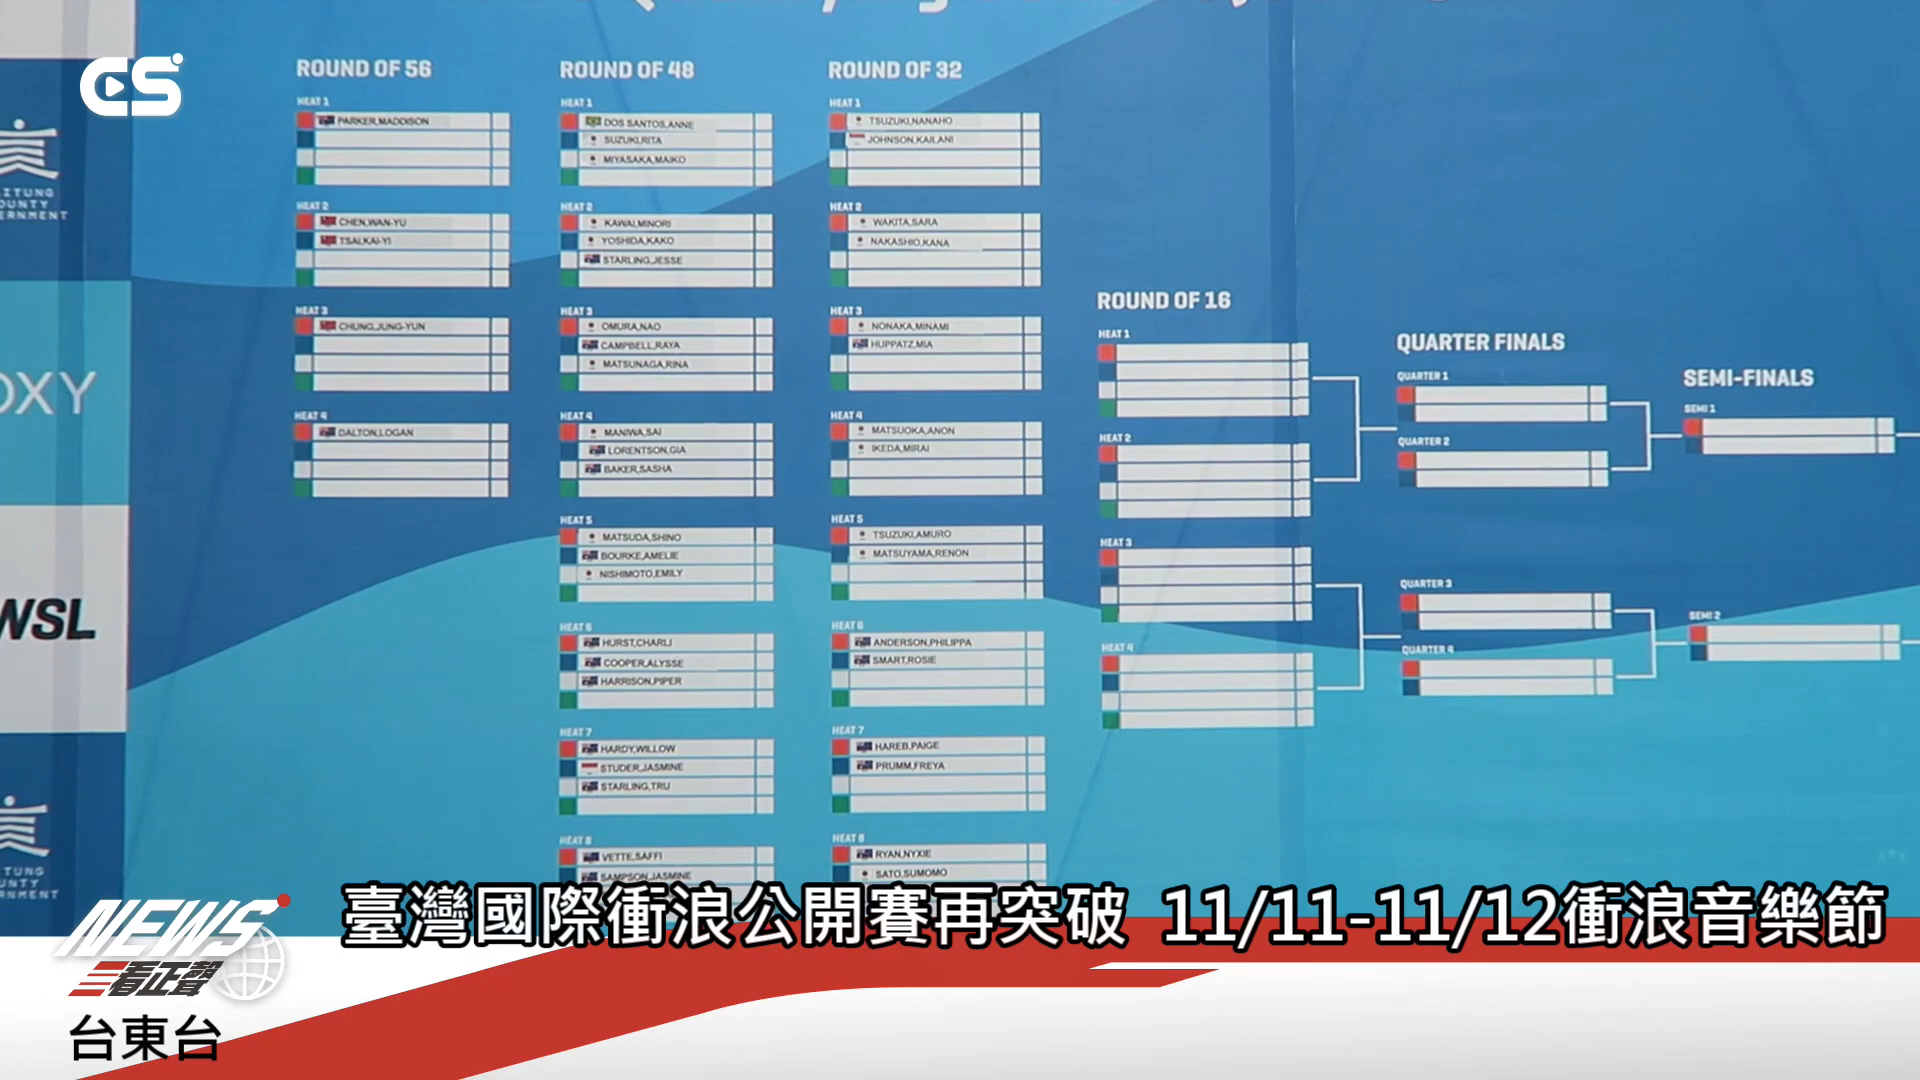 CS
ROUND OF 56
HEAT 1
PARKER,MADDISON
HEAT 2
CHEN,WAN-YU
TSAI,KAI-YI
HEAT 3
CHUNG,JUNG-YUN
HEAT 4
DALTON,LOGAN
ROUND OF 48
HEAT 1
DOS SANTOS,ANNE
SUZUKI,RITA
MIYASAKA,MAIKO
HEAT 2
KAWAI,MINORI
YOSHIDA,KAKO
STARLING,JESSE
HEAT 3
OMURA,NAO
CAMPBELL,RAYA
MATSUNAGA,RINA
HEAT 4
MANIWA,SAI
LORENTSON,GIA
BAKER,SASHA
HEAT 5
MATSUDA,SHINO
BOURKE,AMELIE
NISHIMOTO,EMILY
HEAT 6
HURST,CHARLI
COOPER,ALYSSE
HARRISON,PIPER
HEAT 7
HARDY,WILLOW
STUDER,JASMINE
STARLING,TRU
HEAT 8
VETTE,SAFFI
SAMPSON,JASMINE
ROUND OF 32
HEAT 1
TSUZUKI,NANAHO
JOHNSON,KAILANI
HEAT 2
WAKITA,SARA
NAKASHIO,KANA
HEAT 3
NONAKA,MINAMI
HUPPATZ,MIA
HEAT 4
MATSUOKA,ANON
IKEDA,MIRAI
HEAT 5
TSUZUKI,AMURO
MATSUYAMA,RENON
HEAT 6
ANDERSON,PHILIPPA
SMART,ROSIE
HEAT 7
HAREB,PAIGE
PRUMM,FREYA
HEAT 8
RYAN,NYXIE
SATO,SUMOMO
ROUND OF 16
HEAT 1
HEAT 2
HEAT 3
HEAT 4
QUARTER FINALS
QUARTER 1
QUARTER 2
QUARTER 3
QUARTER 4
SEMI-FINALS
SEMI 1
SEMI 2
ITUNG
OUNTY
ERNMENT
OXY
WSL
ITUNG
UNTY
RNMENT
臺灣國際衝浪公開賽再突破 11/11-11/12衝浪音樂節
NEWS
看正聲
台東台